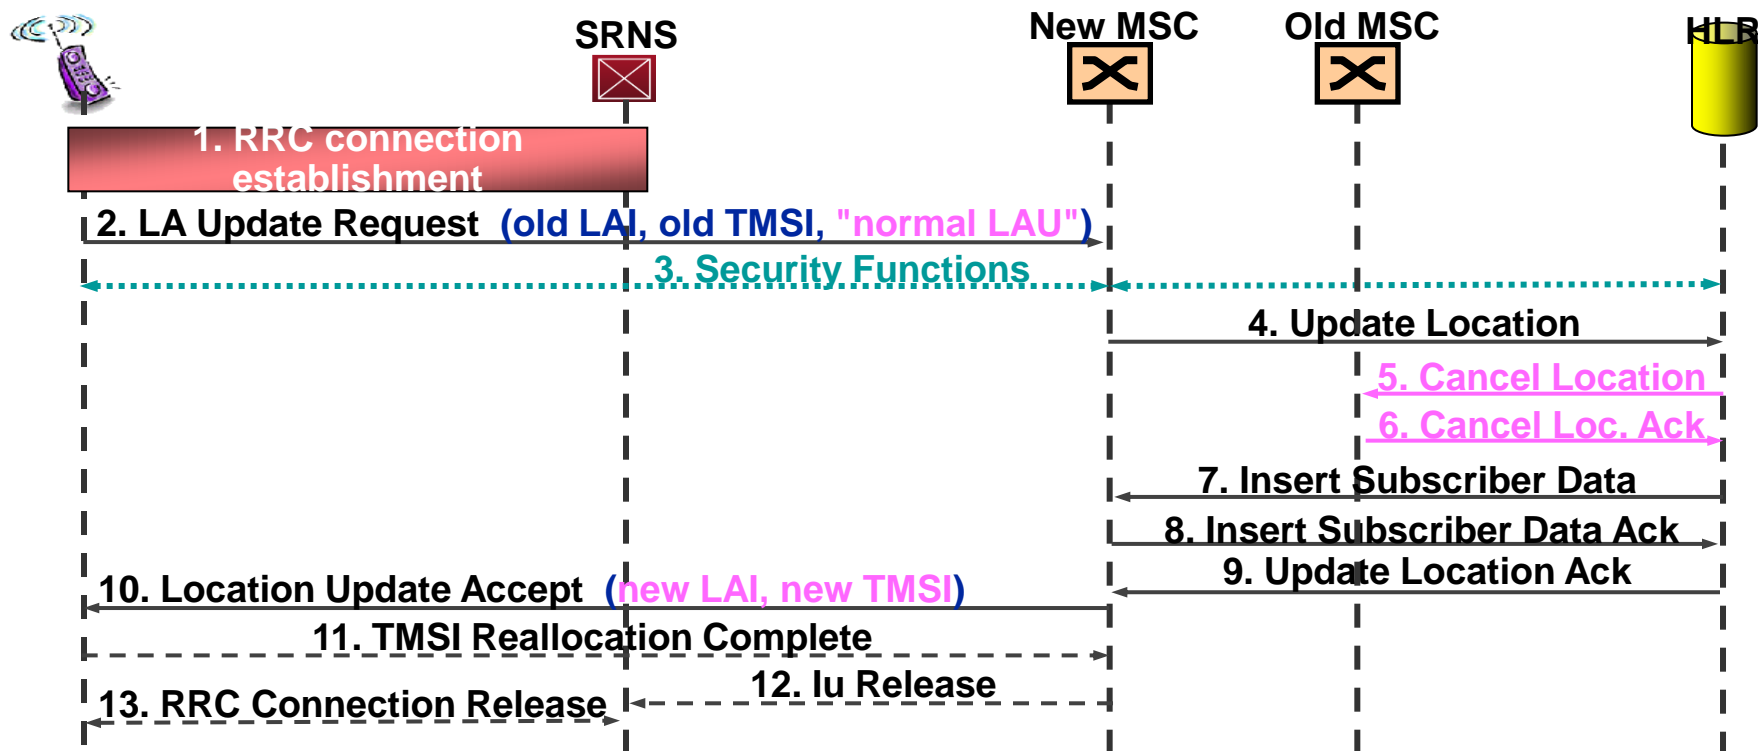 SRNS
New MSC
Old MSC
HLR
1. RRC connection
establishment
2. LA Update Request (old LAI, old TMSI, "normal LAU")
3. Security Functions
4. Update Location
5. Cancel Location
6. Cancel Loc. Ack
7. Insert Subscriber Data
8. Insert Subscriber Data Ack
9. Update Location Ack
10. Location Update Accept (new LAI, new TMSI)
11. TMSI Reallocation Complete
12. Iu Release
13. RRC Connection Release